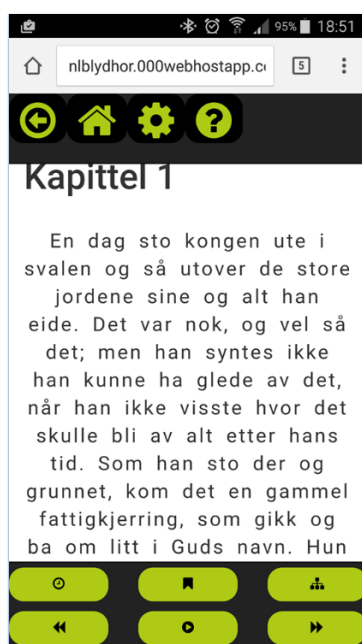 95% 18:51
nlblydhor.000webhostapp.c
5
Kapittel 1
En dag sto kongen ute i
svalen og så utover de store
jordene sine og alt han
eide. Det var nok, og vel så
det; men han syntes ikke
han kunne ha glede av det,
når han ikke visste hvor det
skulle bli av alt etter hans
tid. Som han sto der og
grunnet, kom det en gammel
fattigkjerring, som gikk og
ba om litt i Guds navn. Hun